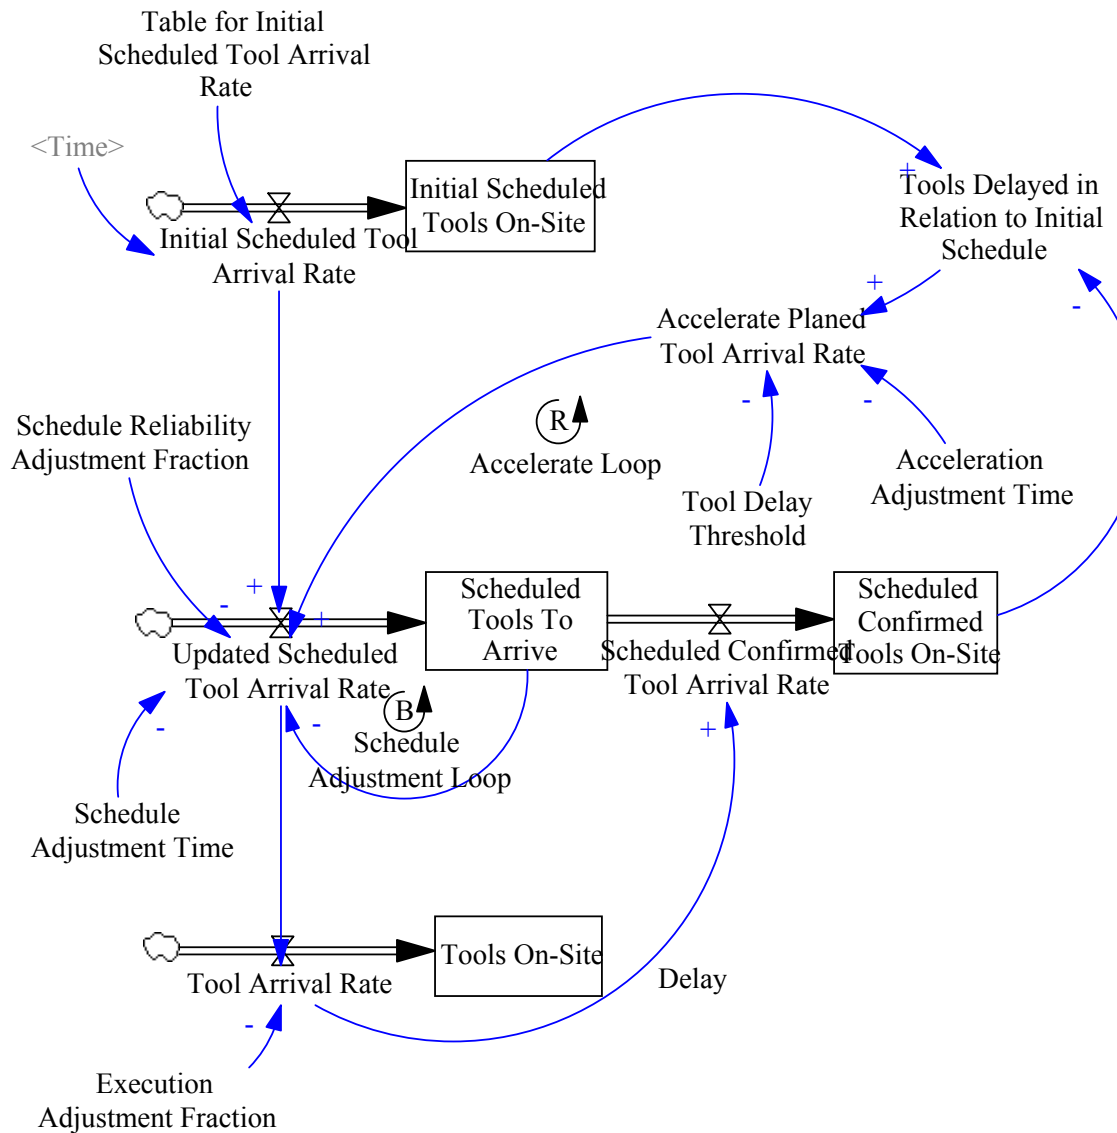 Table for Initial
Scheduled Tool Arrival
Rate
<Time>
Initial Scheduled
Tools On-Site
Initial Scheduled Tool
Arrival Rate
+
Tools Delayed in
Relation to Initial
Schedule
+
-
Accelerate Planed
Tool Arrival Rate
-
-
R
Accelerate Loop
Schedule Reliability
Adjustment Fraction
Tool Delay
Threshold
Acceleration
Adjustment Time
+
-
+
Scheduled
Tools To
Arrive
Scheduled
Confirmed
Tools On-Site
Updated Scheduled
Tool Arrival Rate
Scheduled Confirmed
Tool Arrival Rate
-
-
B
+
Schedule
Adjustment Loop
Schedule
Adjustment Time
Tools On-Site
Tool Arrival Rate
Delay
-
Execution
Adjustment Fraction